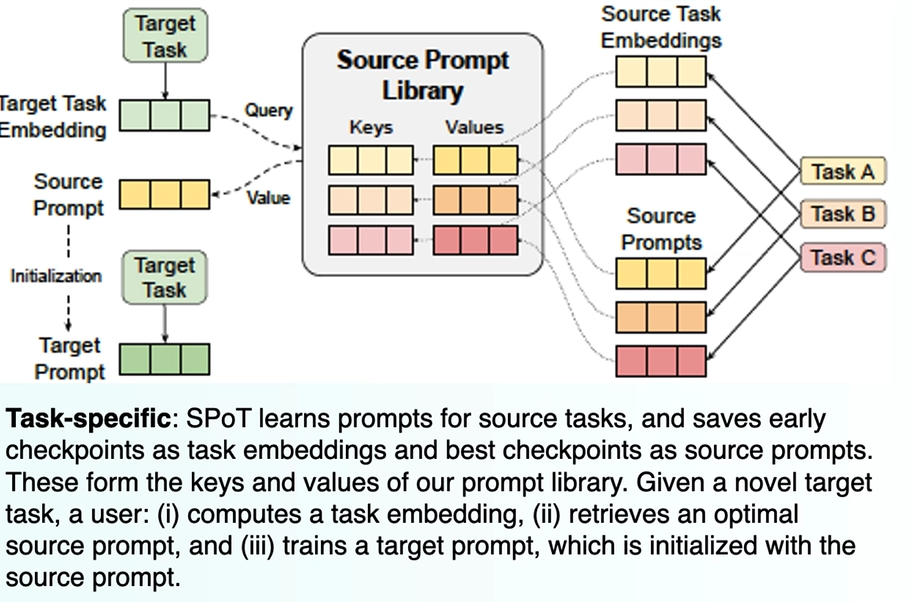 Target
Task
Target Task
Embedding
Query
Source
Prompt
Value
Initialization
Target
Task
Target
Prompt
Source Prompt
Library
Keys
Values
Source Task
Embeddings
Source
Prompts
Task A
Task B
Task C
Task-specific: SPoT learns prompts for source tasks, and saves early
checkpoints as task embeddings and best checkpoints as source prompts.
These form the keys and values of our prompt library. Given a novel target
task, a user: (i) computes a task embedding, (ii) retrieves an optimal
source prompt, and (iii) trains a target prompt, which is initialized with the
source prompt.